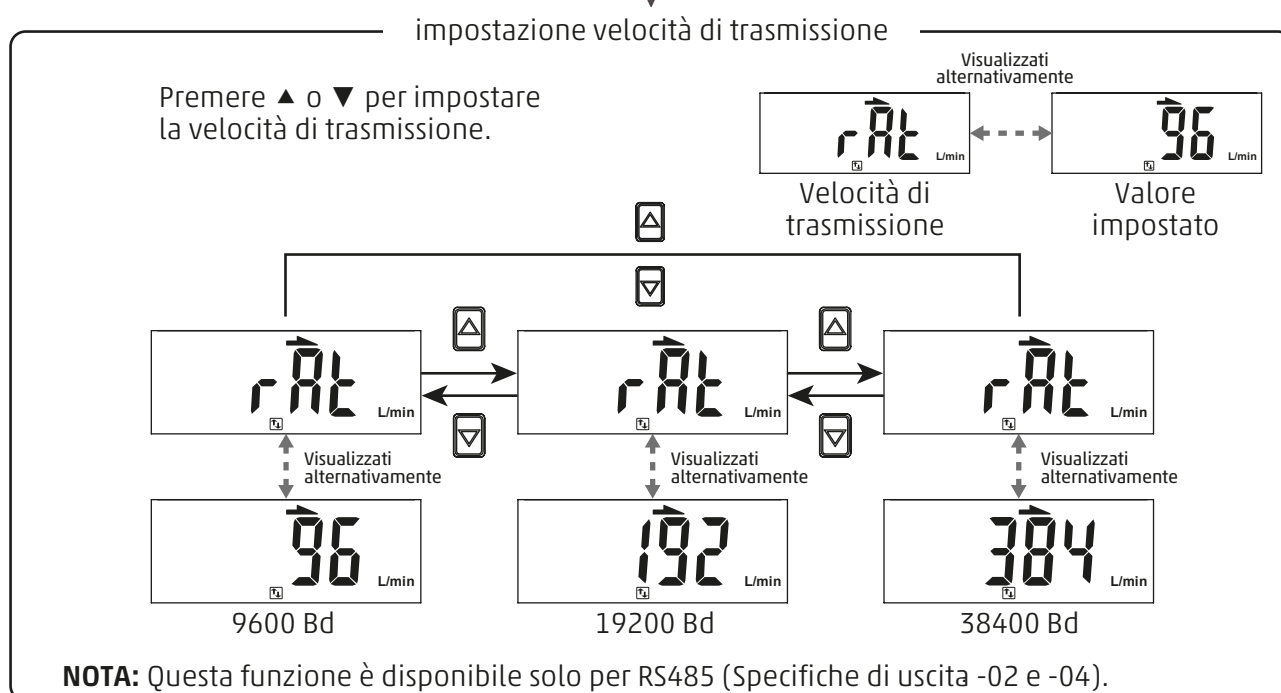 impostazione velocità di trasmissione
Premere ▲ o ▼ per impostare
la velocità di trasmissione.
Visualizzati
alternativamente
rAt
L/min
96
L/min
Velocità di
trasmissione
Valore
impostato
rAt
L/min
rAt
L/min
rAt
L/min
Visualizzati
alternativamente
Visualizzati
alternativamente
Visualizzati
alternativamente
96
L/min
192
L/min
384
L/min
9600 Bd
19200 Bd
38400 Bd
NOTA: Questa funzione è disponibile solo per RS485 (Specifiche di uscita -02 e -04).